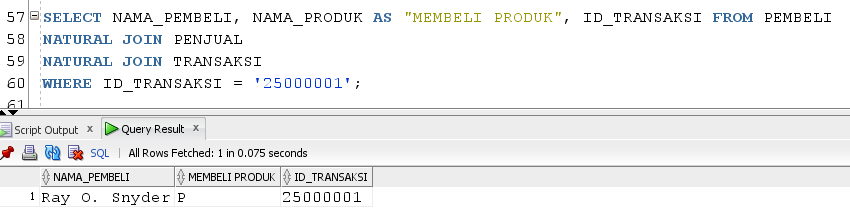 57 SELECT NAMA_PEMBELI, NAMA_PRODUK AS "MEMBELI PRODUK", ID_TRANSAKSI FROM PEMBELI
58 NATURAL JOIN PENJUAL
59 NATURAL JOIN TRANSAKSI
60 WHERE ID_TRANSAKSI = '25000001';
61
Script Output x Query Result x
SQL | All Rows Fetched: 1 in 0.075 seconds
NAMA_PEMBELI MEMBELI PRODUK ID_TRANSAKSI
1 Ray O. Snyder P 25000001